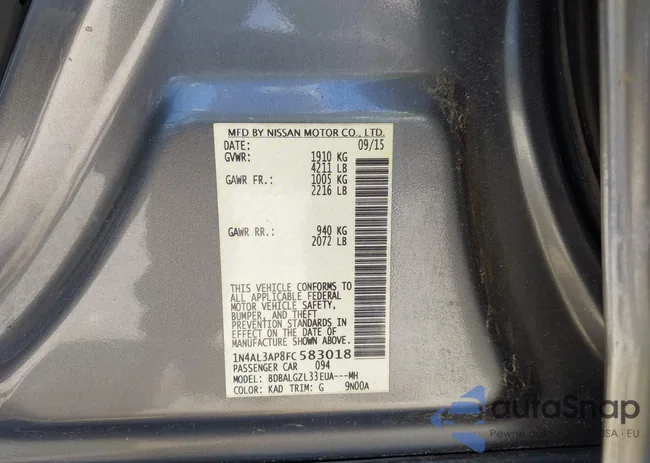 MFD BY NISSAN MOTOR CO., LTD.
DATE: 09/15
GVWR: 1910 KG
4211 LB
GAWR FR.: 1005 KG
2216 LB
GAWR RR.: 940 KG
2072 LB
THIS VEHICLE CONFORMS TO
ALL APPLICABLE FEDERAL
MOTOR VEHICLE SAFETY,
BUMPER, AND THEFT
PREVENTION STANDARDS IN
EFFECT ON THE DATE OF
MANUFACTURE SHOWN ABOVE.
1N4AL3AP8FC583018
PASSENGER CAR 094
MODEL: BDBALGZL33EUA---MH
COLOR: KAD TRIM: G 9N00A
autoSnap
USA - EU